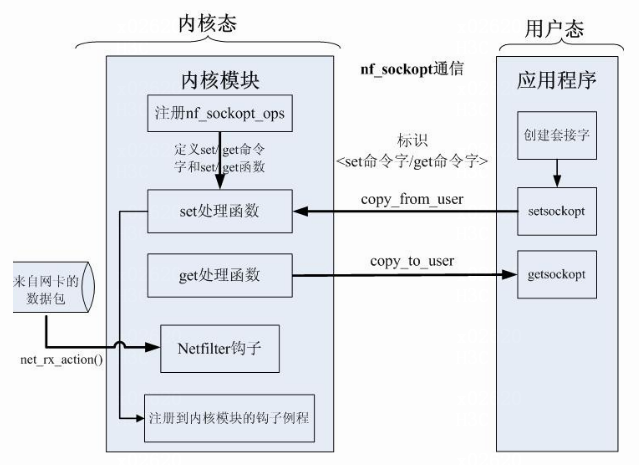 内核态
用户态
内核模块
nf_sockopt通信
应用程序
注册nf_sockopt_ops
创建套接字
定义set/get命令
字和set/get函数
标识
<set命令字/get命令字>
set处理函数
copy_from_user
setsockopt
get处理函数
copy_to_user
getsockopt
来自网卡的
数据包
Netfilter钩子
net_rx_action()
注册到内核模块的钩子例程